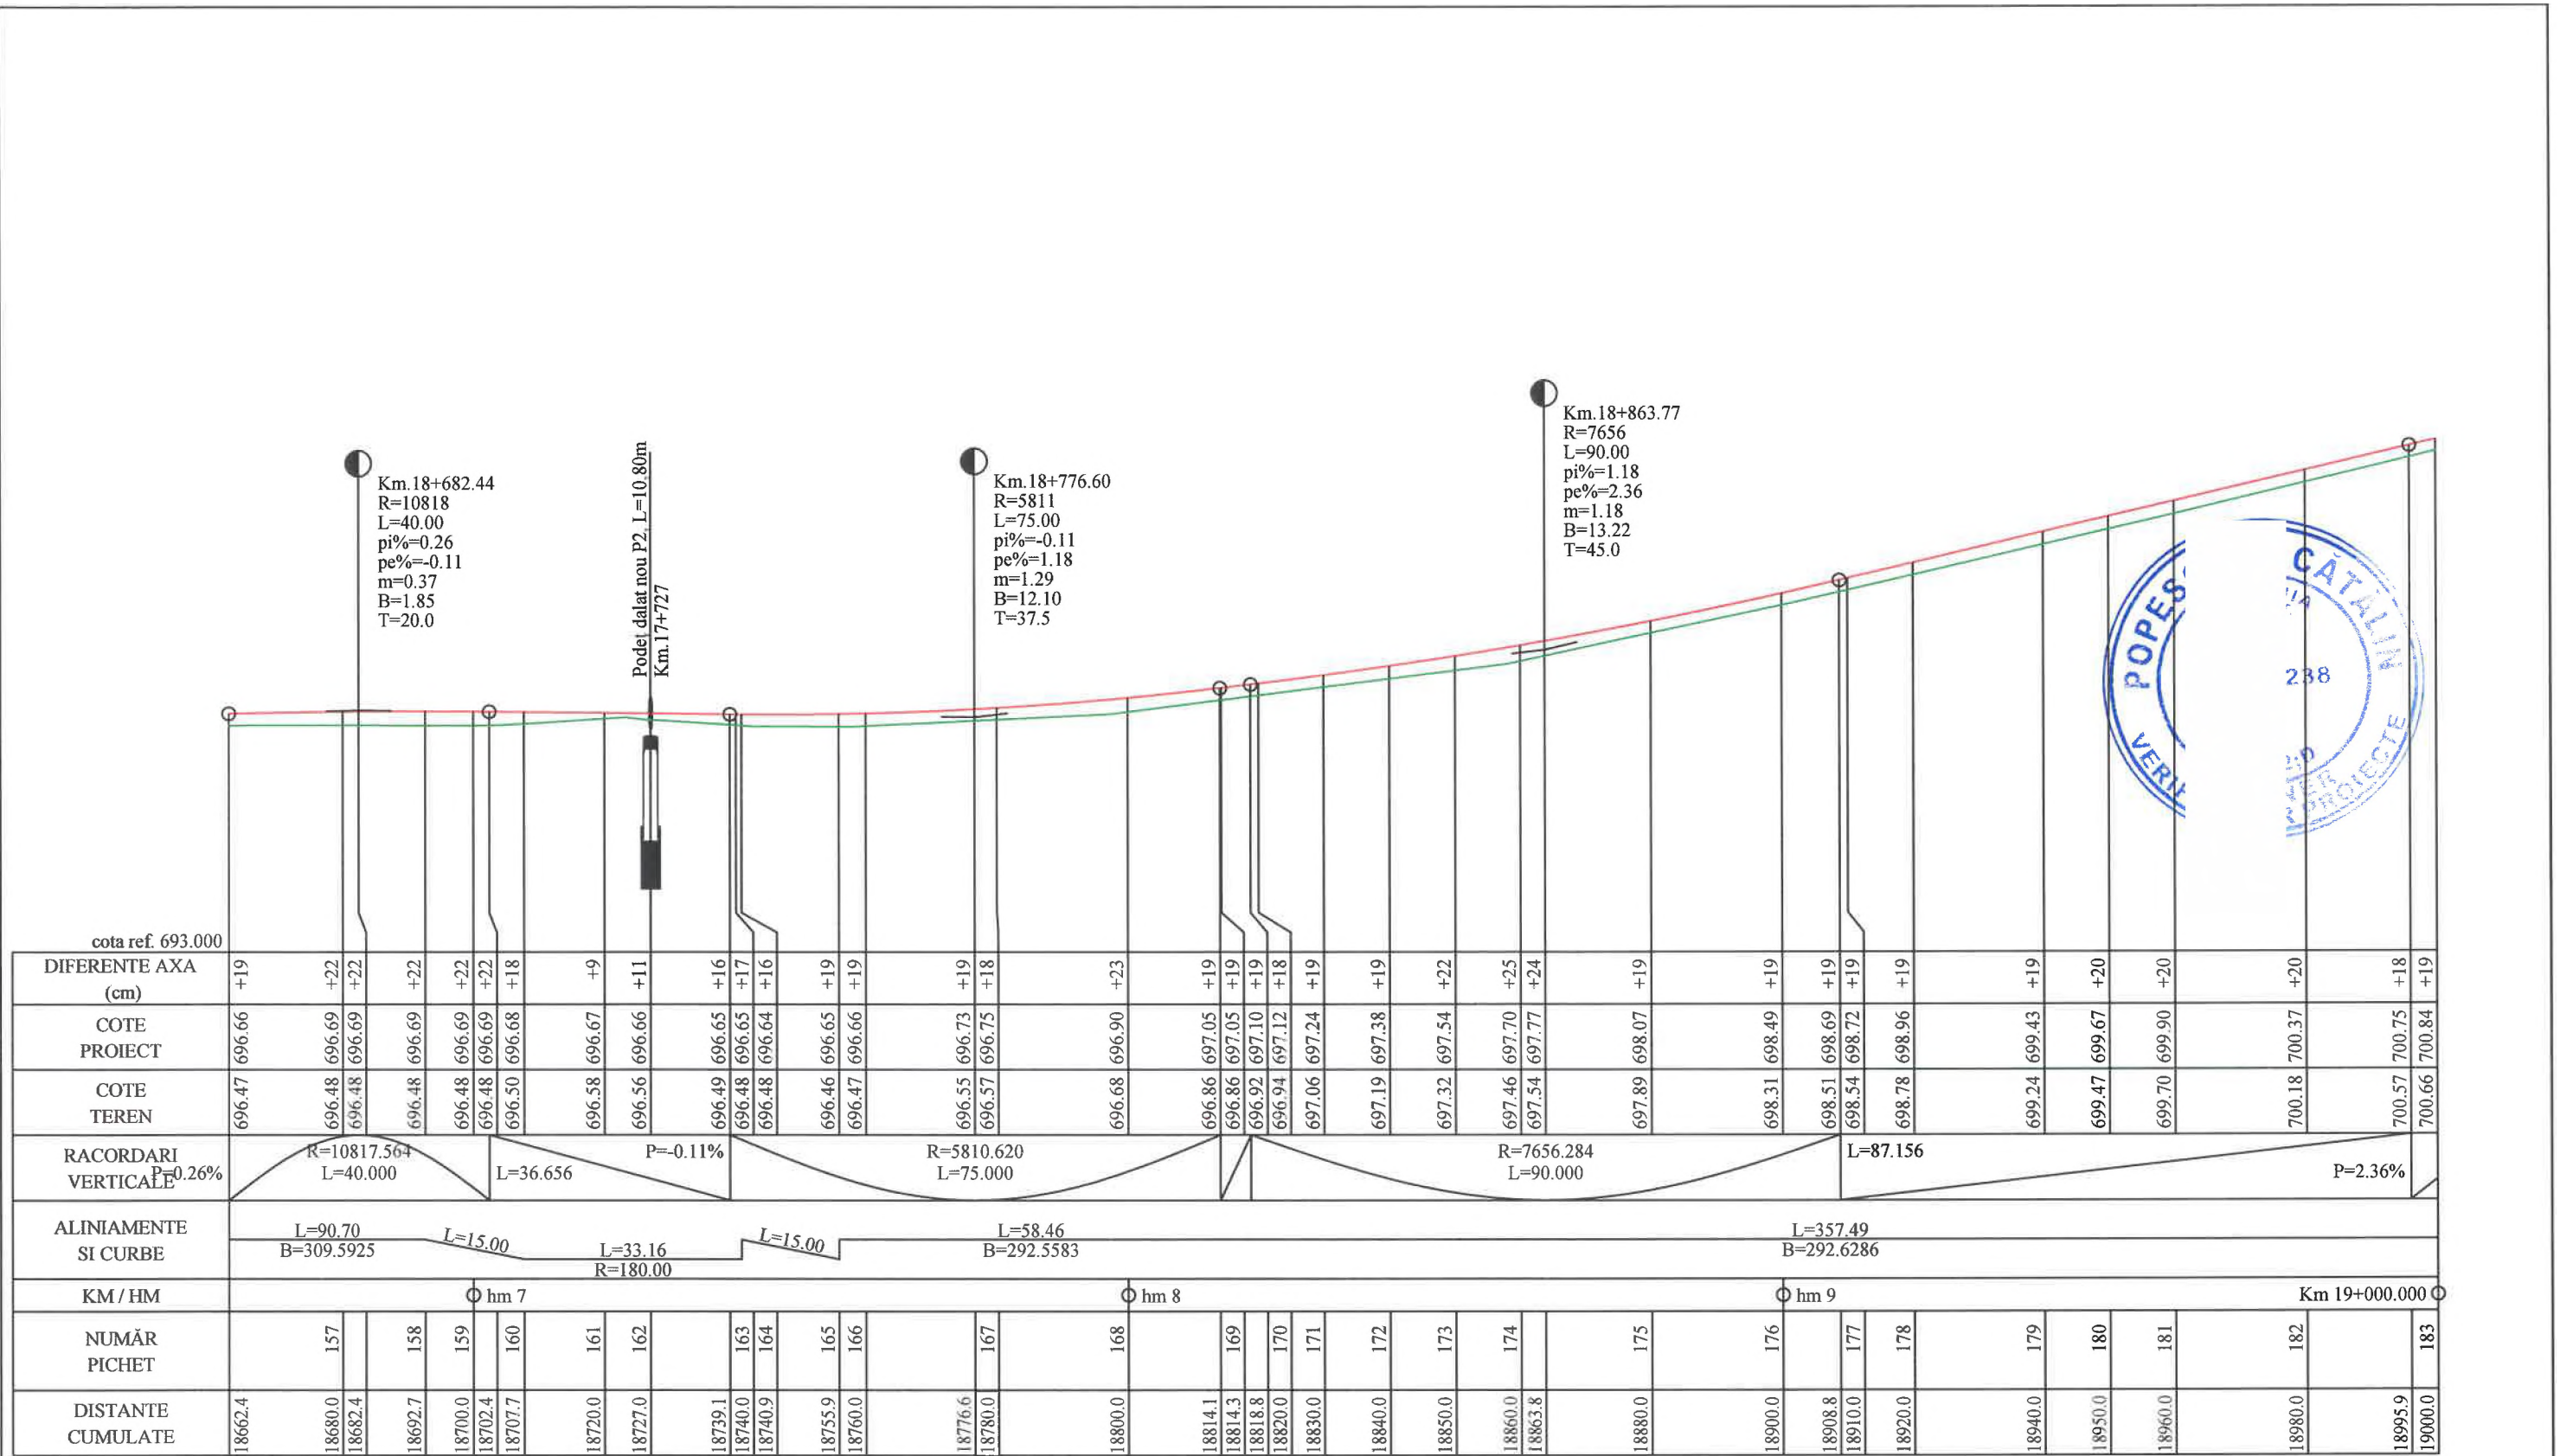 Km.18+682.44
R=10818
L=40.00
pi%=0.26
pe%=-0.11
m=0.37
B=1.85
T=20.0
Podeț dalat nou P2, L=10,80m
Km.17+727
Km.18+776.60
R=5811
L=75.00
pi%=-0.11
pe%=1.18
m=1.29
B=12.10
T=37.5
Km.18+863.77
R=7656
L=90.00
pi%=1.18
pe%=2.36
m=1.18
B=13.22
T=45.0
CĂTĂLIN
238
PROIECTE
cota ref. 693.000
DIFERENTE AXA
(cm)
+19 +22 +22 +22 +22 +22 +18 +9 +11 +16 +17 +16 +19 +19 +19 +18 +23 +19 +19 +19 +18 +19 +19 +22 +25 +24 +19 +19 +19 +19 +19 +19 +20 +20 +20 +18 +19
COTE
PROIECT
696.66 696.69 696.69 696.69 696.69 696.69 696.68 696.67 696.66 696.65 696.65 696.64 696.65 696.66 696.73 696.75 696.90 697.05 697.05 697.10 697.12 697.24 697.38 697.54 697.70 697.77 698.07 698.49 698.69 698.72 698.96 699.43 699.67 699.90 700.37 700.75 700.84
COTE
TEREN
696.47 696.48 696.48 696.48 696.48 696.48 696.50 696.58 696.56 696.49 696.48 696.48 696.46 696.47 696.55 696.57 696.68 696.86 696.86 696.92 696.94 697.06 697.19 697.32 697.46 697.54 697.89 698.31 698.51 698.54 698.78 699.24 699.47 699.70 700.18 700.57 700.66
RACORDARI
VERTICALE
P=0.26%
R=10817.564
L=40.000
L=36.656
P=-0.11%
R=5810.620
L=75.000
R=7656.284
L=90.000
L=87.156
P=2.36%
ALINIAMENTE
SI CURBE
L=90.70
B=309.5925
L=15.00
L=33.16
R=180.00
L=15.00
L=58.46
B=292.5583
L=357.49
B=292.6286
KM / HM
hm 7
hm 8
hm 9
Km 19+000.000
NUMĂR
PICHET
157 158 159 160 161 162 163 164 165 166 167 168 169 170 171 172 173 174 175 176 177 178 179 180 181 182 183
DISTANTE
CUMULATE
18662.4 18680.0 18682.4 18692.7 18700.0 18702.4 18707.7 18720.0 18727.0 18739.1 18740.0 18740.9 18755.9 18760.0 18776.6 18780.0 18800.0 18814.1 18814.3 18818.8 18820.0 18830.0 18840.0 18850.0 18860.0 18863.8 18880.0 18900.0 18908.8 18910.0 18920.0 18940.0 18950.0 18960.0 18980.0 18995.9 19000.0